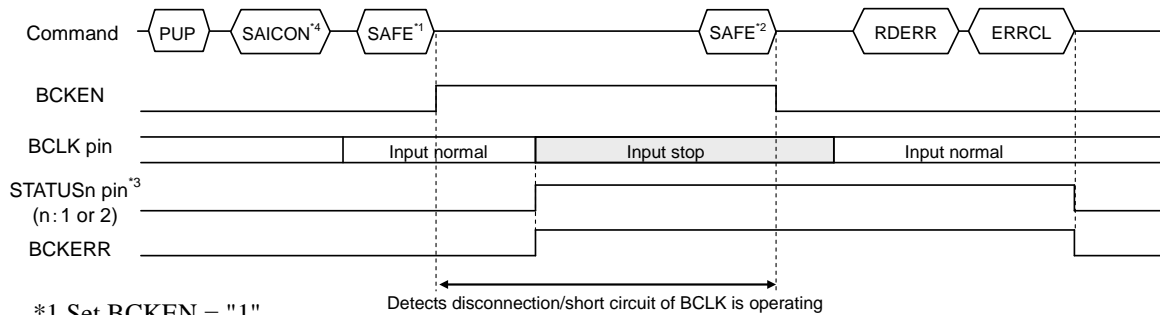 Command PUP SAICON*4 SAFE*1 SAFE*2 RDERR ERRCL
BCKEN
BCLK pin Input normal Input stop Input normal
STATUSn pin*3
(n:1 or 2)
BCKERR
Detects disconnection/short circuit of BCLK is operating
*1 Set BCKEN = "1"